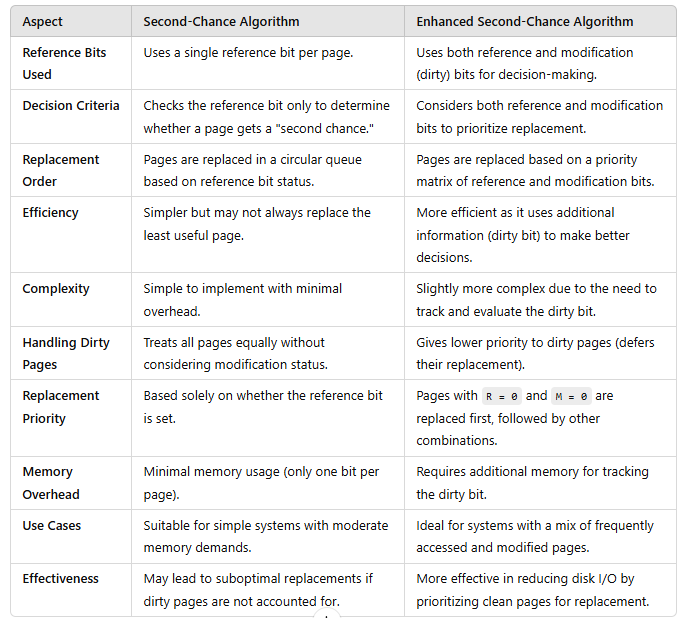 Aspect Second-Chance Algorithm Enhanced Second-Chance Algorithm
Reference Bits Uses a single reference bit per page. Uses both reference and modification
Used (dirty) bits for decision-making.
Decision Criteria Checks the reference bit only to determine Considers both reference and modification
whether a page gets a "second chance." bits to prioritize replacement.
Replacement Pages are replaced in a circular queue Pages are replaced based on a priority
Order based on reference bit status. matrix of reference and modification bits.
Efficiency Simpler but may not always replace the More efficient as it uses additional
least useful page. information (dirty bit) to make better
decisions.
Complexity Simple to implement with minimal Slightly more complex due to the need to
overhead. track and evaluate the dirty bit.
Handling Dirty Treats all pages equally without Gives lower priority to dirty pages (defers
Pages considering modification status. their replacement).
Replacement Based solely on whether the reference bit Pages with R = 0 and M = 0 are
Priority is set. replaced first, followed by other
combinations.
Memory Minimal memory usage (only one bit per Requires additional memory for tracking
Overhead page). the dirty bit.
Use Cases Suitable for simple systems with moderate Ideal for systems with a mix of frequently
memory demands. accessed and modified pages.
Effectiveness May lead to suboptimal replacements if More effective in reducing disk I/O by
dirty pages are not accounted for. prioritizing clean pages for replacement.